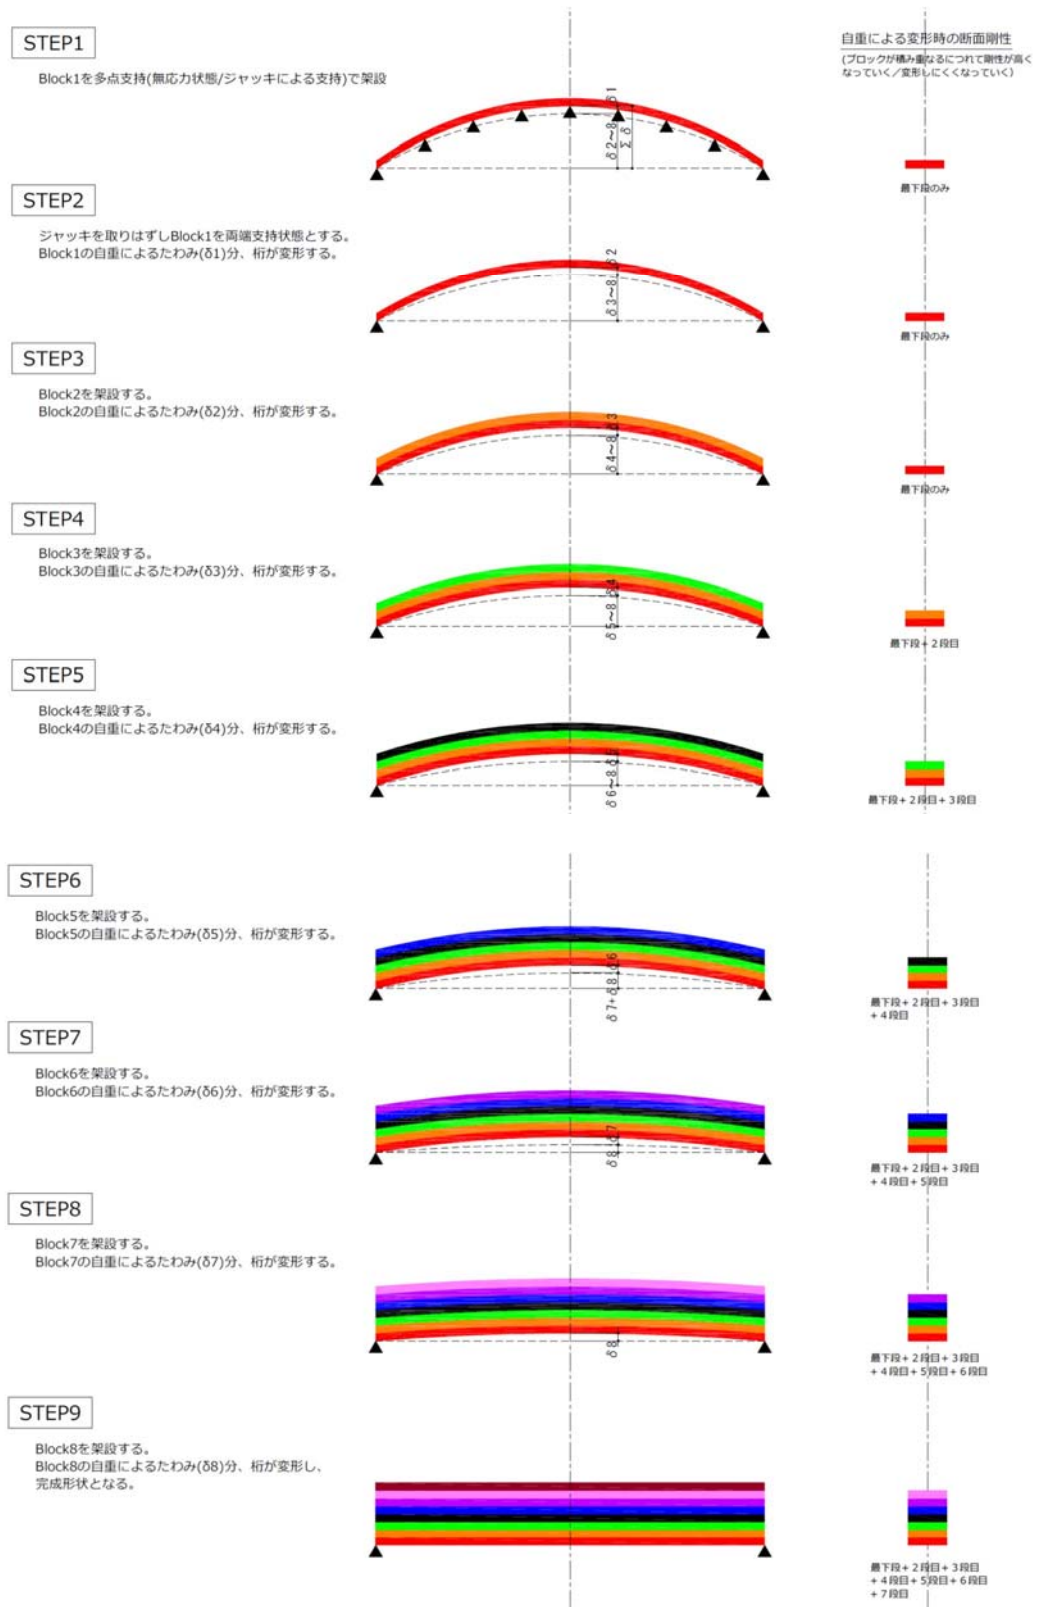 STEP1
Block1を多点支持(無応力状態/ジャッキによる支持)で架設
自重による変形時の断面剛性
(ブロックが積み重なるにつれて剛性が高く
なっていく/変形しにくくなっていく)
δ2~8
δ1
Σδ
最下段のみ
STEP2
ジャッキを取りはずしBlock1を両端支持状態とする。
Block1の自重によるたわみ(δ1)分、桁が変形する。
δ3~8
δ2
最下段のみ
STEP3
Block2を架設する。
Block2の自重によるたわみ(δ2)分、桁が変形する。
δ4~8
δ3
最下段のみ
STEP4
Block3を架設する。
Block3の自重によるたわみ(δ3)分、桁が変形する。
δ5~8
δ4
最下段+2段目
STEP5
Block4を架設する。
Block4の自重によるたわみ(δ4)分、桁が変形する。
δ6~8
δ5
最下段+2段目+3段目
STEP6
Block5を架設する。
Block5の自重によるたわみ(δ5)分、桁が変形する。
δ7+δ8
δ6
最下段+2段目+3段目
+4段目
STEP7
Block6を架設する。
Block6の自重によるたわみ(δ6)分、桁が変形する。
δ8
δ7
最下段+2段目+3段目
+4段目+5段目
STEP8
Block7を架設する。
Block7の自重によるたわみ(δ7)分、桁が変形する。
δ8
最下段+2段目+3段目
+4段目+5段目+6段目
STEP9
Block8を架設する。
Block8の自重によるたわみ(δ8)分、桁が変形し、
完成形状となる。
最下段+2段目+3段目
+4段目+5段目+6段目
+7段目